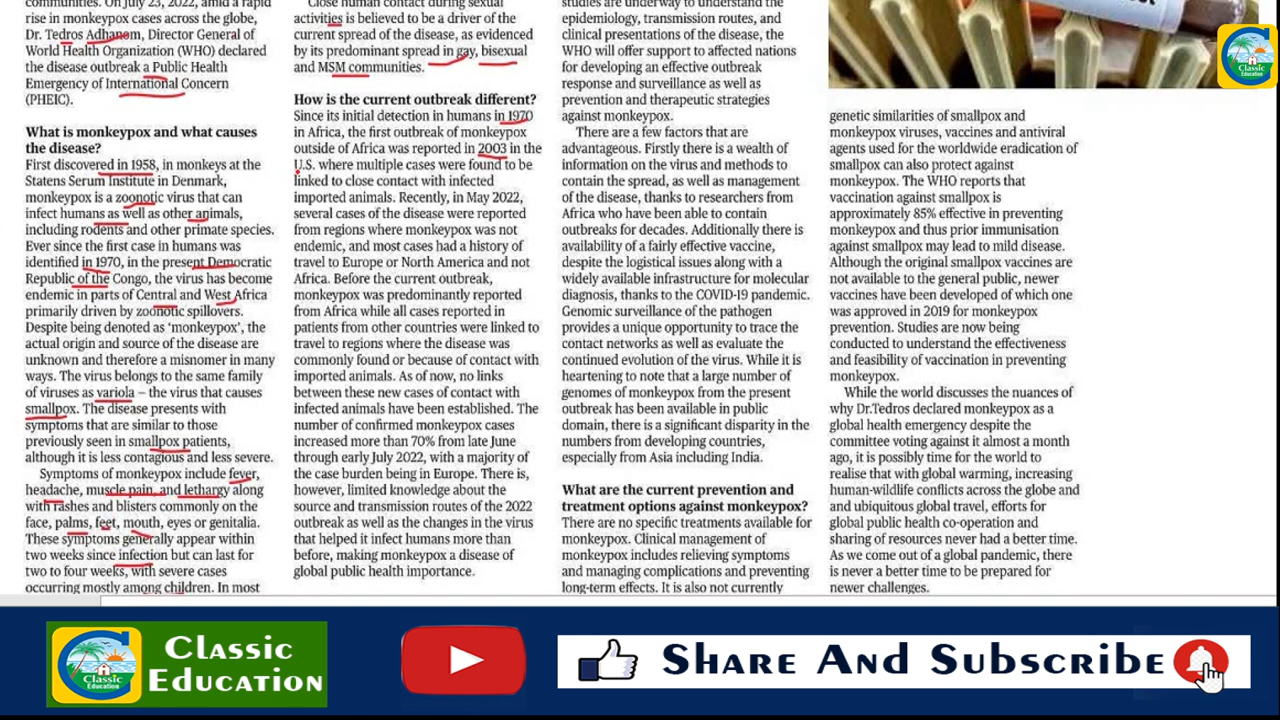 communities. On July 23, 2022, amid a rapid
rise in monkeypox cases across the globe,
Dr. Tedros Adhanom, Director General of
World Health Organization (WHO) declared
the disease outbreak a Public Health
Emergency of International Concern
(PHEIC).
What is monkeypox and what causes
the disease?
First discovered in 1958, in monkeys at the
Statens Serum Institute in Denmark,
monkeypox is a zoonotic virus that can
infect humans as well as other animals,
including rodents and other primate species.
Ever since the first case in humans was
identified in 1970, in the present Democratic
Republic of the Congo, the virus has become
endemic in parts of Central and West Africa
primarily driven by zoonotic spillovers.
Despite being denoted as ‘monkeypox’, the
actual origin and source of the disease are
unknown and therefore a misnomer in many
ways. The virus belongs to the same family
of viruses as variola – the virus that causes
smallpox. The disease presents with
symptoms that are similar to those
previously seen in smallpox patients,
although it is less contagious and less severe.
Symptoms of monkeypox include fever,
headache, muscle pain, and lethargy along
with rashes and blisters commonly on the
face, palms, feet, mouth, eyes or genitalia.
These symptoms generally appear within
two weeks since infection but can last for
two to four weeks, with severe cases
occurring mostly among children. In most
Close human contact during sexual
activities is believed to be a driver of the
current spread of the disease, as evidenced
by its predominant spread in gay, bisexual
and MSM communities.
How is the current outbreak different?
Since its initial detection in humans in 1970
in Africa, the first outbreak of monkeypox
outside of Africa was reported in 2003 in the
U.S. where multiple cases were found to be
linked to close contact with infected
imported animals. Recently, in May 2022,
several cases of the disease were reported
from regions where monkeypox was not
endemic, and most cases had a history of
travel to Europe or North America and not
Africa. Before the current outbreak,
monkeypox was predominantly reported
from Africa while all cases reported in
patients from other countries were linked to
travel to regions where the disease was
commonly found or because of contact with
imported animals. As of now, no links
between these new cases of contact with
infected animals have been established. The
number of confirmed monkeypox cases
increased more than 70% from late June
through early July 2022, with a majority of
the case burden being in Europe. There is,
however, limited knowledge about the
source and transmission routes of the 2022
outbreak as well as the changes in the virus
that helped it infect humans more than
before, making monkeypox a disease of
global public health importance.
studies are underway to understand the
epidemiology, transmission routes, and
clinical presentations of the disease, the
WHO will offer support to affected nations
for developing an effective outbreak
response and surveillance as well as
prevention and therapeutic strategies
against monkeypox.
There are a few factors that are
advantageous. Firstly there is a wealth of
information on the virus and methods to
contain the spread, as well as management
of the disease, thanks to researchers from
Africa who have been able to contain
outbreaks for decades. Additionally there is
availability of a fairly effective vaccine,
despite the logistical issues along with a
widely available infrastructure for molecular
diagnosis, thanks to the COVID-19 pandemic.
Genomic surveillance of the pathogen
provides a unique opportunity to trace the
contact networks as well as evaluate the
continued evolution of the virus. While it is
heartening to note that a large number of
genomes of monkeypox from the present
outbreak has been available in public
domain, there is a significant disparity in the
numbers from developing countries,
especially from Asia including India.
What are the current prevention and
treatment options against monkeypox?
There are no specific treatments available for
monkeypox. Clinical management of
monkeypox includes relieving symptoms
and managing complications and preventing
long-term effects. It is also not currently
genetic similarities of smallpox and
monkeypox viruses, vaccines and antiviral
agents used for the worldwide eradication of
smallpox can also protect against
monkeypox. The WHO reports that
vaccination against smallpox is
approximately 85% effective in preventing
monkeypox and thus prior immunisation
against smallpox may lead to mild disease.
Although the original smallpox vaccines are
not available to the general public, newer
vaccines have been developed of which one
was approved in 2019 for monkeypox
prevention. Studies are now being
conducted to understand the effectiveness
and feasibility of vaccination in preventing
monkeypox.
While the world discusses the nuances of
why Dr.Tedros declared monkeypox as a
global health emergency despite the
committee voting against it almost a month
ago, it is possibly time for the world to
realise that with global warming, increasing
human-wildlife conflicts across the globe and
and ubiquitous global travel, efforts for
global public health co-operation and
sharing of resources never had a better time.
As we come out of a global pandemic, there
is never a better time to be prepared for
newer challenges.
Classic
Education
Classic
Education
Classic
Education
Share And Subscribe